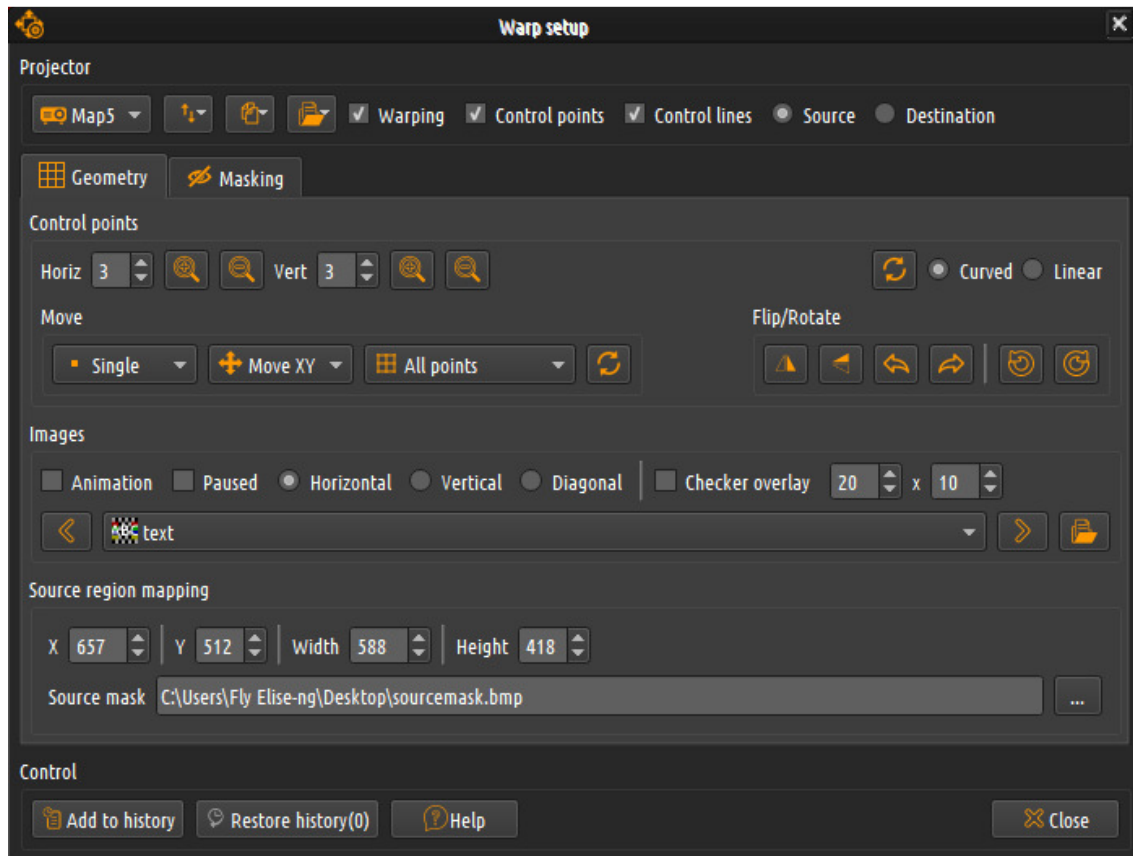 Warp setup
Projector
Map5 Warping Control points Control lines Source Destination
Geometry Masking
Control points
Horiz 3 Vert 3 Curved Linear
Move Flip/Rotate
Single Move XY All points
Images
Animation Paused Horizontal Vertical Diagonal Checker overlay 20 x 10
ABC text
Source region mapping
X 657 Y 512 Width 588 Height 418
Source mask C:\Users\Fly Elise-ng\Desktop\sourcemask.bmp ...
Control
Add to history Restore history(0) Help Close